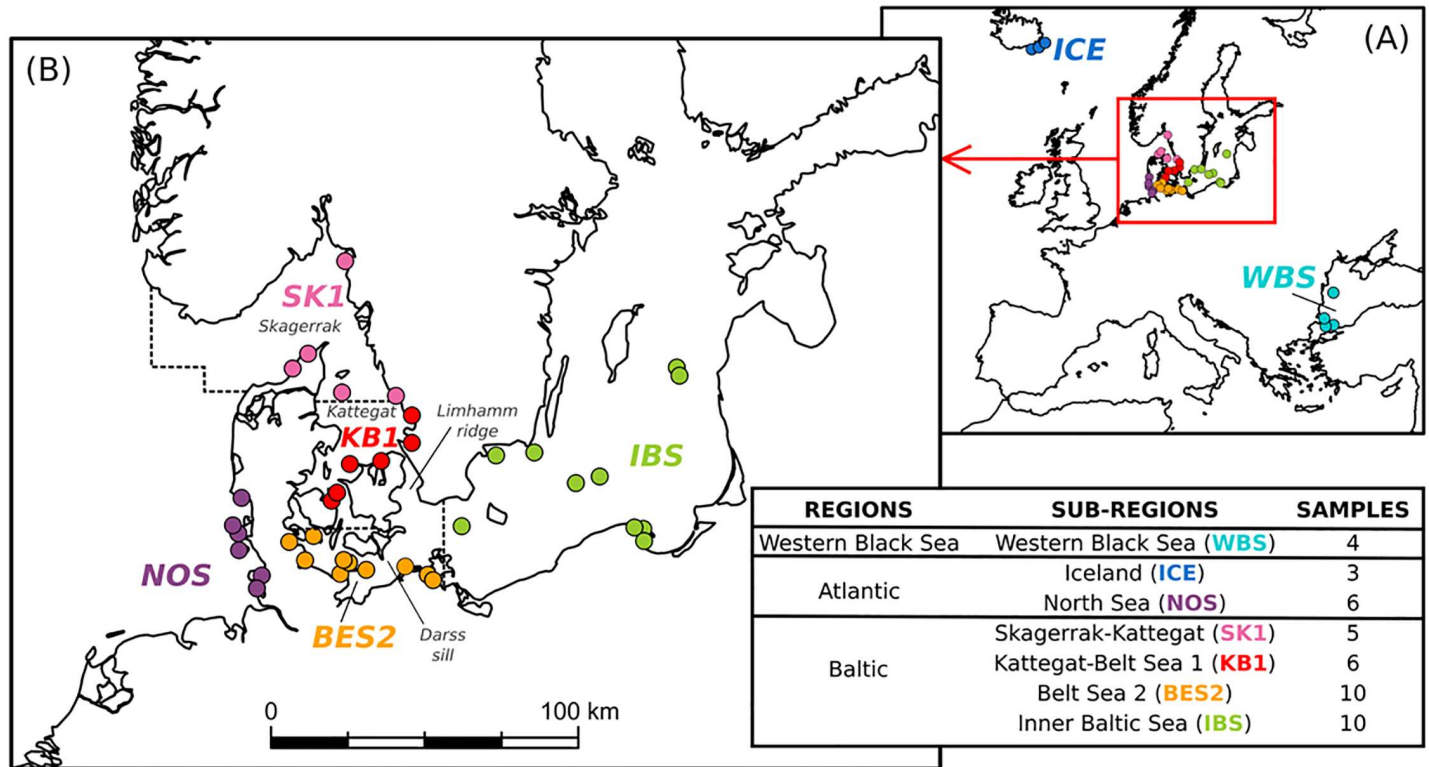 (B)
(A)
ICE
WBS
SK1
Skagerrak
Kattegat
KB1
Limhamm
ridge
IBS
NOS
BES2
Darss
sill
0
100 km
REGIONS SUB-REGIONS SAMPLES
Western Black Sea Western Black Sea (WBS) 4
Atlantic
Iceland (ICE) 3
North Sea (NOS) 6
Baltic
Skagerrak-Kattegat (SK1) 5
Kattegat-Belt Sea 1 (KB1) 6
Belt Sea 2 (BES2) 10
Inner Baltic Sea (IBS) 10